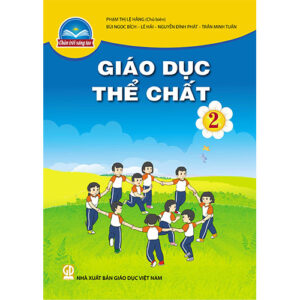 PHẠM THỊ LỆ HẰNG (Chủ biên)
BÙI NGỌC BÍCH – LÊ HẢI – NGUYỄN ĐÌNH PHÁT – TRẦN MINH TUẤN
Chân trời sáng tạo
GIÁO DỤC
THỂ CHẤT
2
NHÀ XUẤT BẢN GIÁO DỤC VIỆT NAM